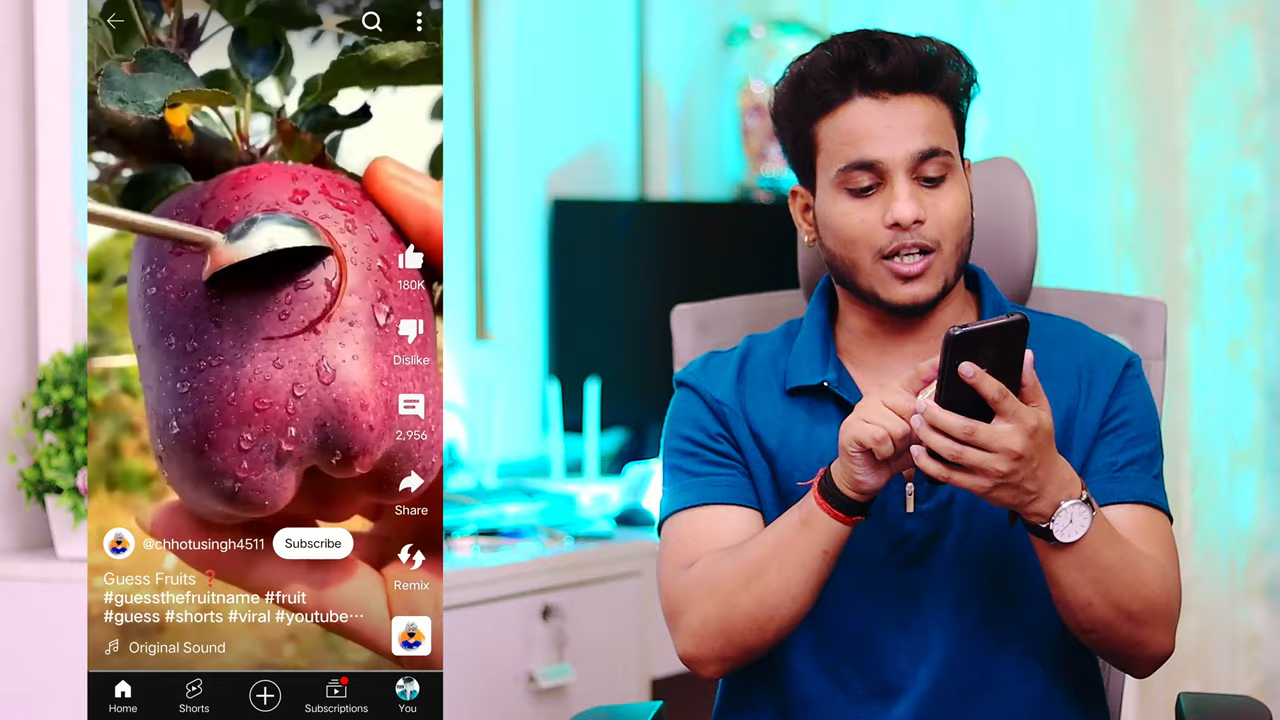 180K
Dislike
2,956
Share
@chhotusingh4511 Subscribe
Guess Fruits ❓
Remix
#guessthefruitname #fruit
#guess #shorts #viral #youtube···
Original Sound
Home Shorts Subscriptions You